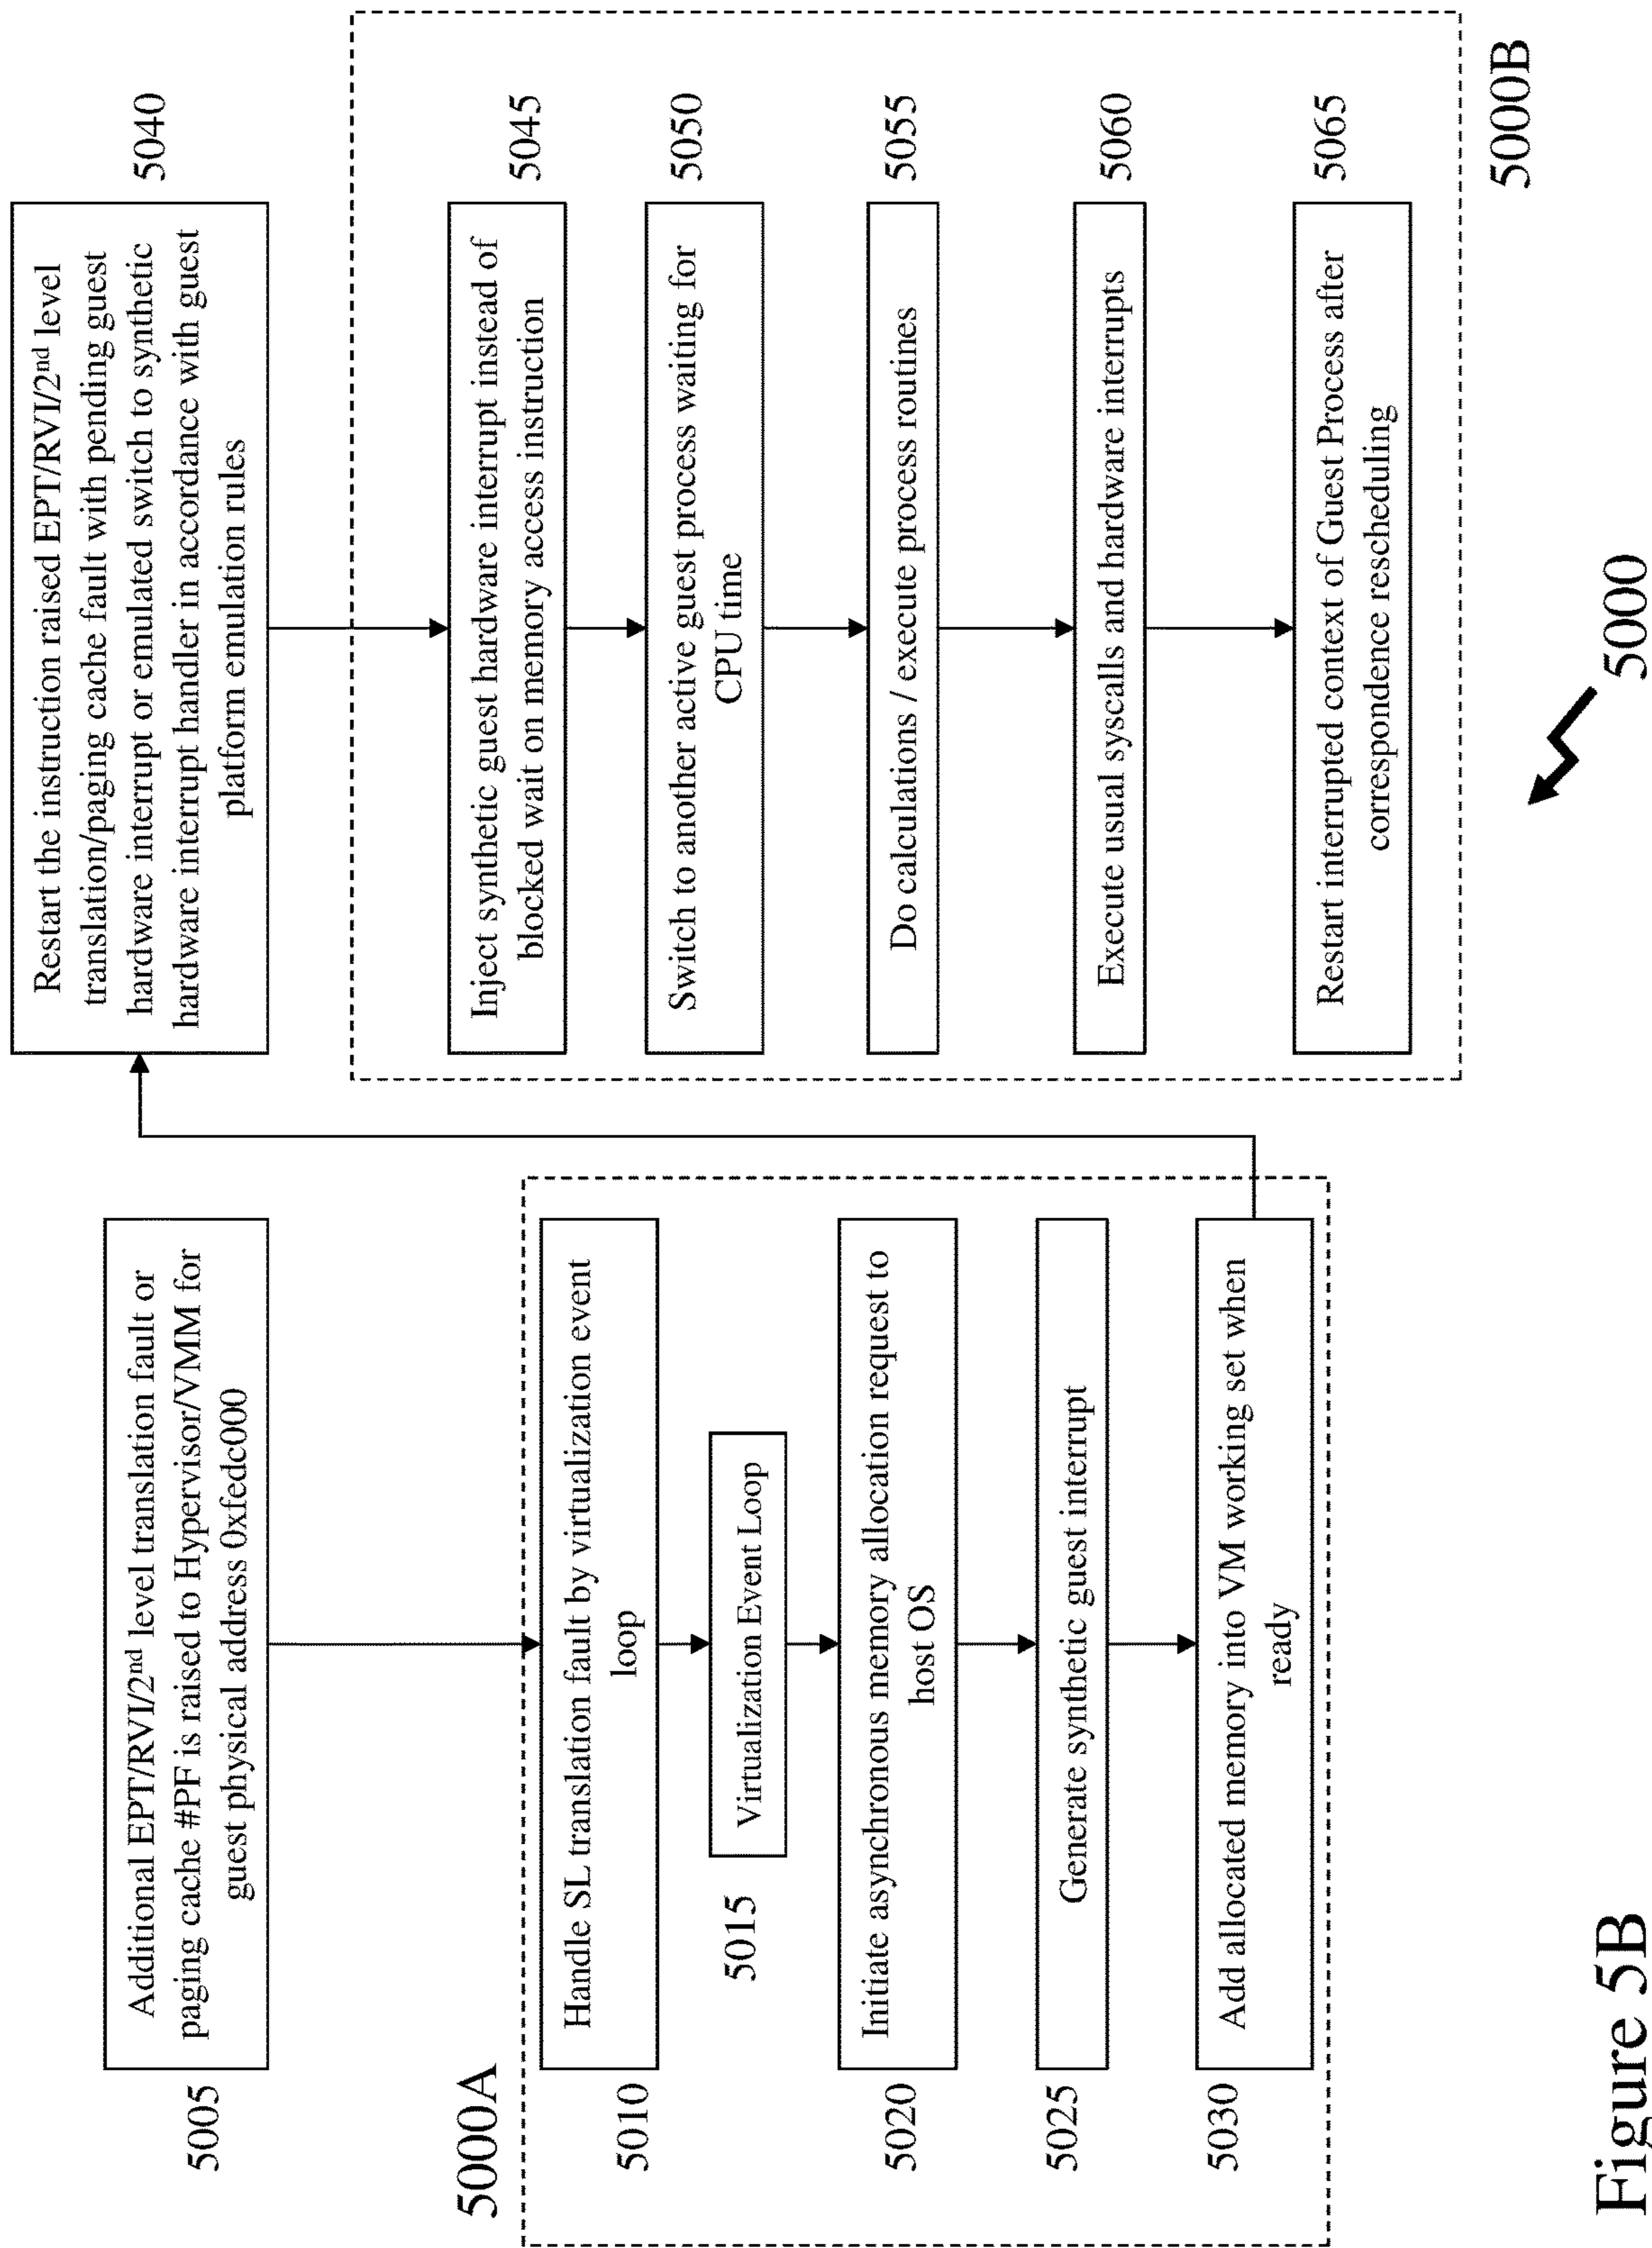 5005
Additional EPT/RVI/2nd level translation fault or
paging cache #PF is raised to Hypervisor/VMM for
guest physical address 0xfedc000
5000A
5010
Handle SL translation fault by virtualization event
loop
5015
Virtualization Event Loop
5020
Initiate asynchronous memory allocation request to
host OS
5025
Generate synthetic guest interrupt
5030
Add allocated memory into VM working set when
ready
Restart the instruction raised EPT/RVI/2nd level
translation/paging cache fault with pending guest
hardware interrupt or emulated switch to synthetic
hardware interrupt handler in accordance with guest
platform emulation rules
5040
Inject synthetic guest hardware interrupt instead of
blocked wait on memory access instruction
5045
Switch to another active guest process waiting for
CPU time
5050
Do calculations / execute process routines
5055
Execute usual syscalls and hardware interrupts
5060
Restart interrupted context of Guest Process after
correspondence rescheduling
5065
5000B
5000
Figure 5B